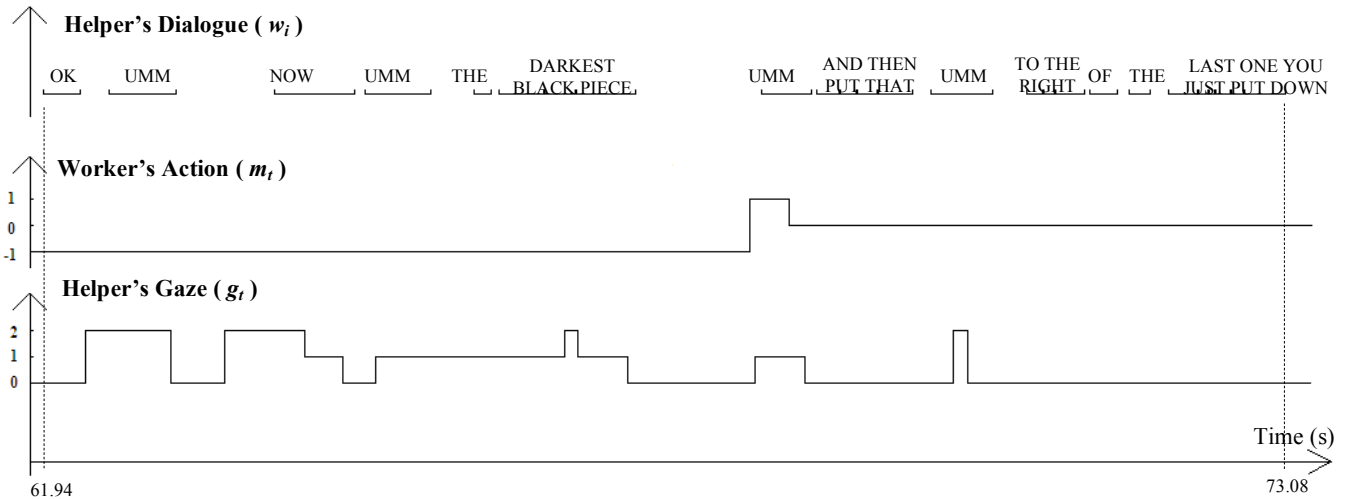 Helper's Dialogue ( wi )
OK UMM NOW UMM THE DARKEST BLACK PIECE UMM AND THEN PUT THAT UMM TO THE RIGHT OF THE LAST ONE YOU JUST PUT DOWN
Worker's Action ( mt )
1
0
-1
Helper's Gaze ( gt )
2
1
0
Time (s)
61.94 73.08